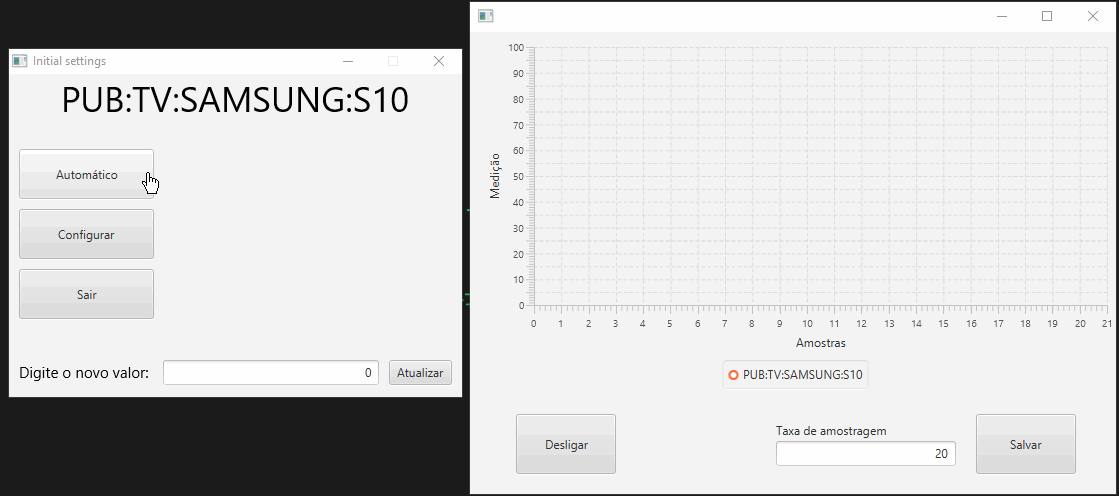 Initial settings
PUB:TV:SAMSUNG:S10
Automático
Configurar
Sair
Digite o novo valor:
0
Atualizar
100
90
80
70
60
50
40
30
20
10
0
Medição
0 1 2 3 4 5 6 7 8 9 10 11 12 13 14 15 16 17 18 19 20 21
Amostras
PUB:TV:SAMSUNG:S10
Desligar
Taxa de amostragem
20
Salvar